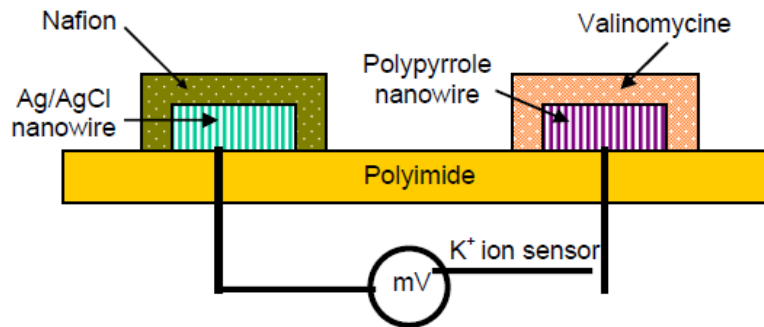 Nafion
Valinomycine
Ag/AgCl
nanowire
Polypyrrole
nanowire
Polyimide
K⁺ ion sensor
mV